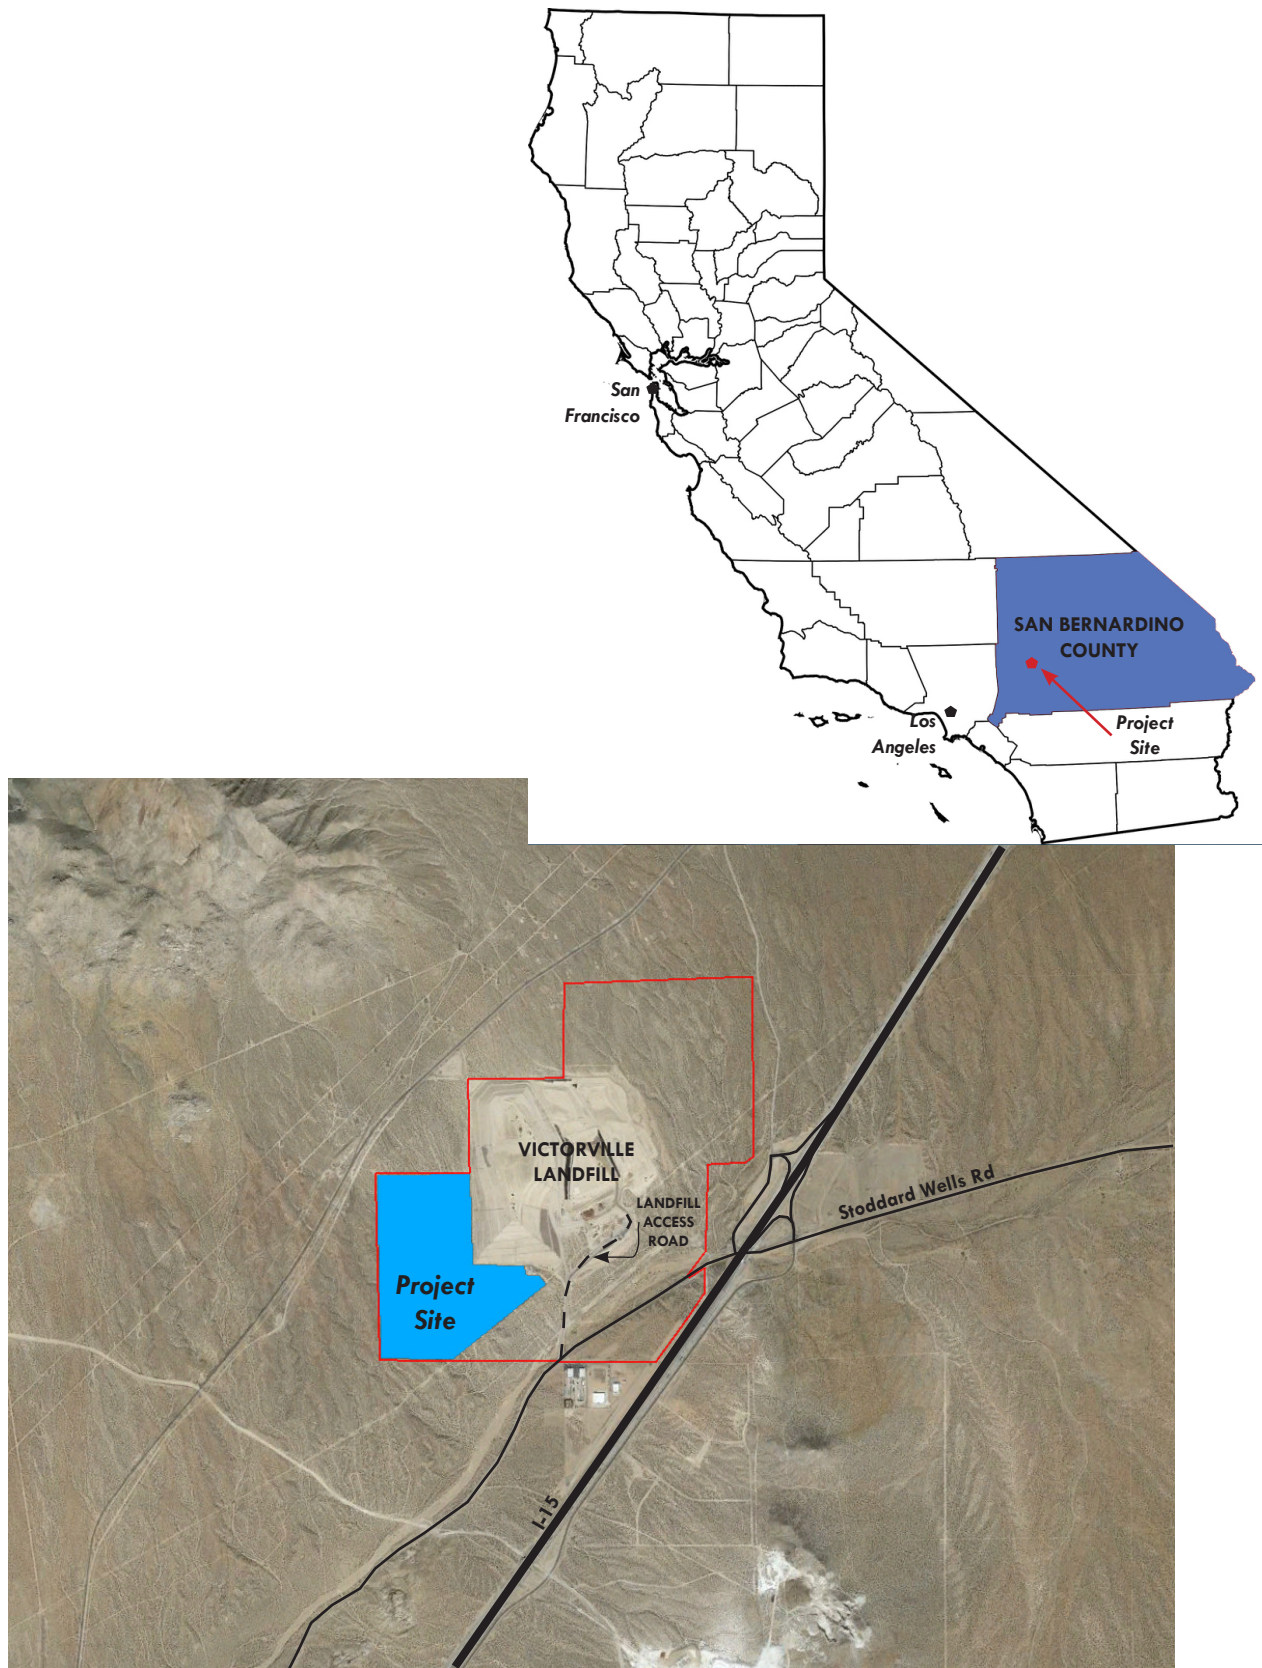 San
Francisco
SAN BERNARDINO
COUNTY
Los
Angeles
Project
Site
VICTORVILLE
LANDFILL
LANDFILL
ACCESS
ROAD
Stoddard Wells Rd
Project
Site
I-15